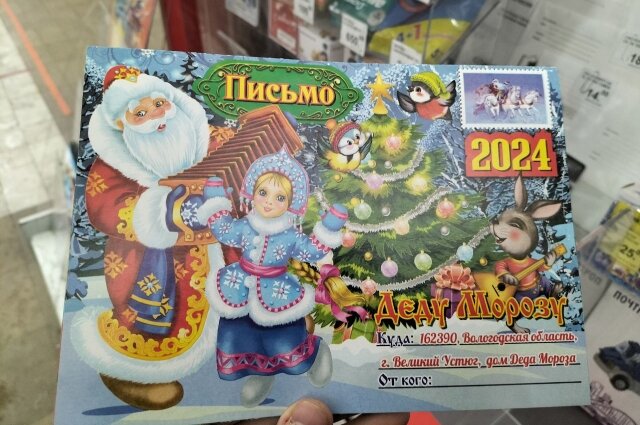 Письмо
2024
Деду Морозу
Куда: 162390, Вологодская область,
г. Великий Устюг, дом Деда Мороза
От кого: